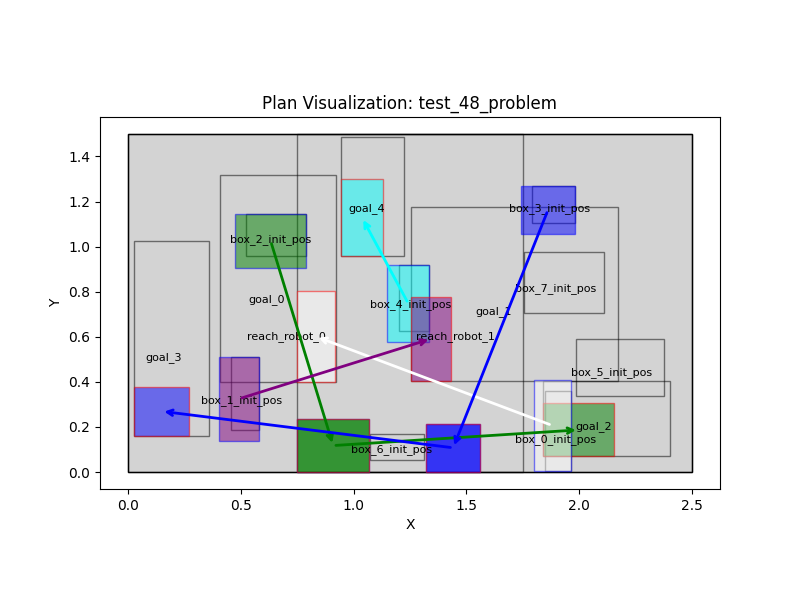 Plan Visualization: test_48_problem
goal_4
box_3_init_pos
box_2_init_pos
box_7_init_pos
goal_0
box_4_init_pos
goal_1
reach_robot_0
reach_robot_1
goal_3
box_5_init_pos
box_1_init_pos
goal_2
box_0_init_pos
box_6_init_pos
Y
1.4
1.2
1.0
0.8
0.6
0.4
0.2
0.0
0.0 0.5 1.0 1.5 2.0 2.5
X